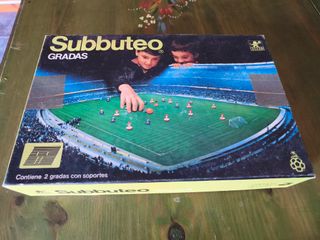 Subbuteo
GRADAS
Contiene 2 gradas con soportes
Subbuteo